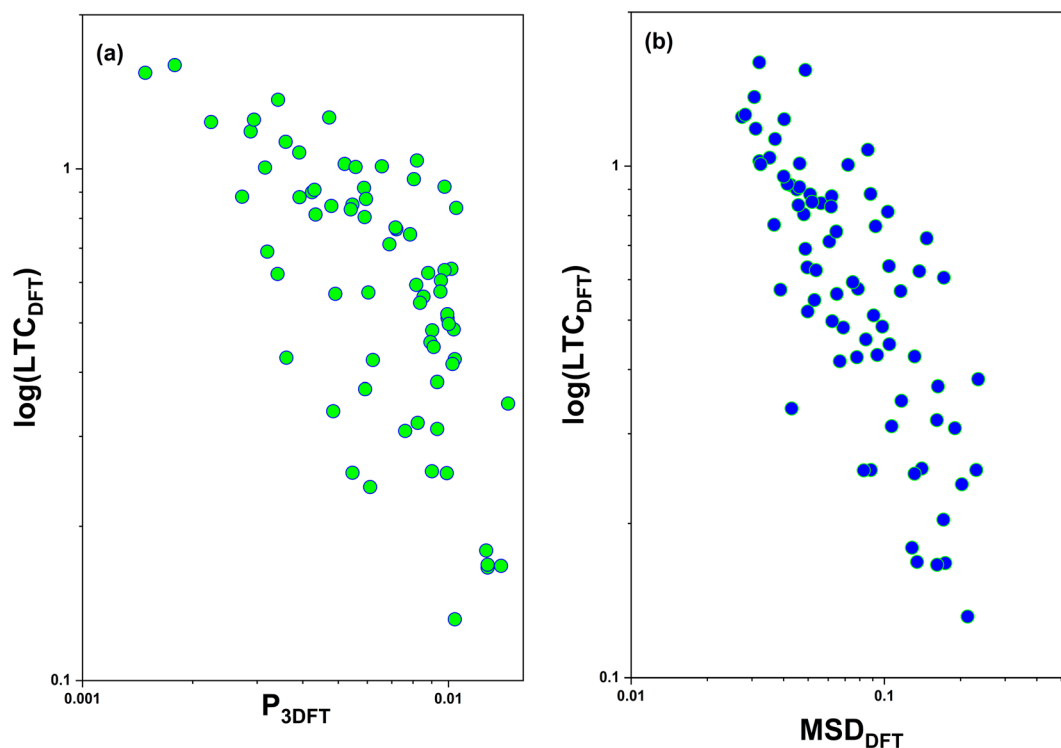 (a)
log(LTC_DFT)
1
0.1
0.001
0.01
P_3DFT
(b)
log(LTC_DFT)
1
0.1
0.01
0.1
MSD_DFT